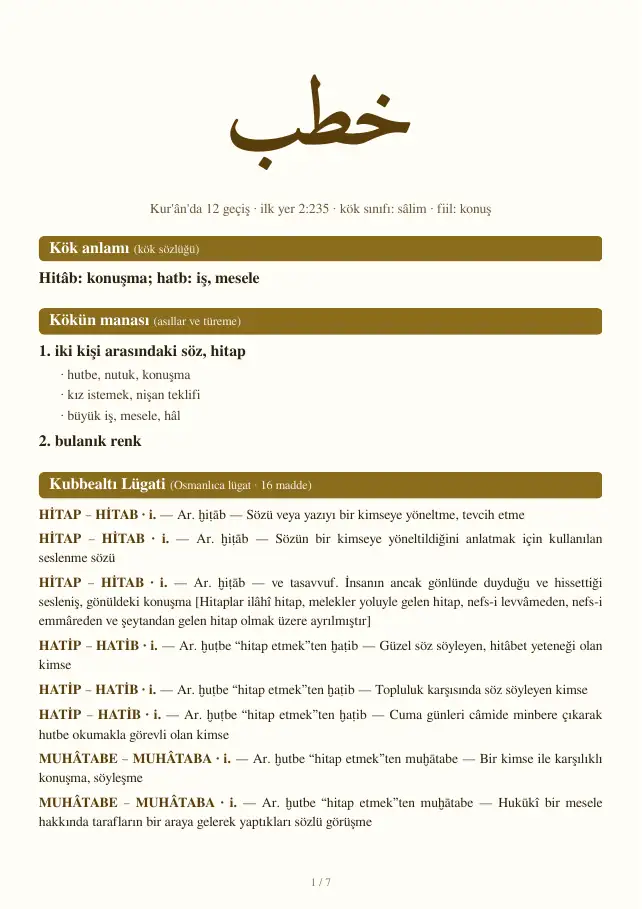 خطب
Kur'ân'da 12 geçiş · ilk yer 2:235 · kök sınıfı: sâlim · fiil: konuş
Kök anlamı (kök sözlüğü)
Hitâb: konuşma; hatb: iş, mesele
Kökün manası (asıllar ve türeme)
1. iki kişi arasındaki söz, hitap
· hutbe, nutuk, konuşma
· kız istemek, nişan teklifi
· büyük iş, mesele, hâl
2. bulanık renk
Kubbealtı Lügati (Osmanlıca lügat · 16 madde)
HİTAP – HİTAB · i. — Ar. ḫiṭāb — Sözü veya yazıyı bir kimseye yöneltme, tevcih etme
HİTAP – HİTAB · i. — Ar. ḫiṭāb — Sözün bir kimseye yöneltildiğini anlatmak için kullanılan
seslenme sözü
HİTAP – HİTAB · i. — Ar. ḫiṭāb — ve tasavvuf. İnsanın ancak gönlünde duyduğu ve hissettiği
sesleniş, gönüldeki konuşma [Hitaplar ilâhî hitap, melekler yoluyle gelen hitap, nefs-i levvâmeden, nefs-i
emmâreden ve şeytandan gelen hitap olmak üzere ayrılmıştır]
HATİP – HATİB · i. — Ar. ḫuṭbe “hitap etmek”ten ḫaṭіb — Güzel söz söyleyen, hitâbet yeteneği olan
kimse
HATİP – HATİB · i. — Ar. ḫuṭbe “hitap etmek”ten ḫaṭіb — Topluluk karşısında söz söyleyen kimse
HATİP – HATİB · i. — Ar. ḫuṭbe “hitap etmek”ten ḫaṭіb — Cuma günleri câmide minbere çıkarak
hutbe okumakla görevli olan kimse
MUHÂTABE – MUHÂTABA · i. — Ar. ḫutbe “hitap etmek”ten muḫātabe — Bir kimse ile karşılıklı
konuşma, söyleşme
MUHÂTABE – MUHÂTABA · i. — Ar. ḫutbe “hitap etmek”ten muḫātabe — Hukūkî bir mesele
hakkında tarafların bir araya gelerek yaptıkları sözlü görüşme
1 / 7